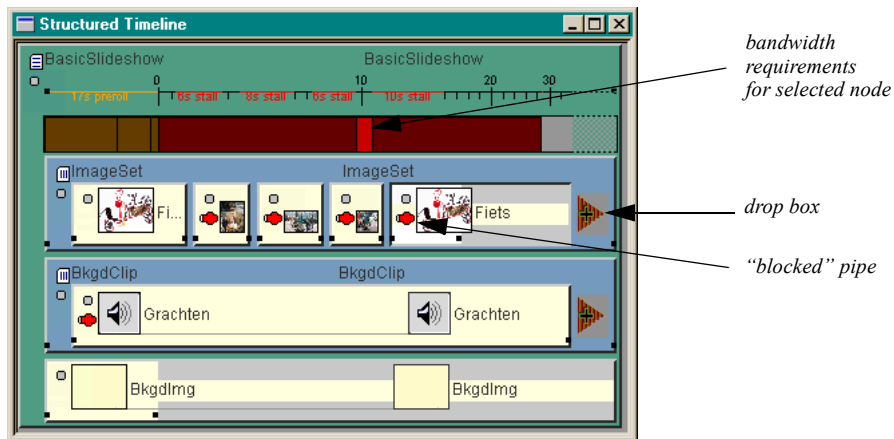 Structured Timeline
BasicSlideshow BasicSlideshow
0 10 20 30
17s preroll 6s stall 8s stall 6s stall 10s stall
ImageSet ImageSet
Fi... Fiets
BkgdClip BkgdClip
Grachten Grachten
BkgdImg BkgdImg
bandwidth
requirements
for selected node
drop box
“blocked” pipe